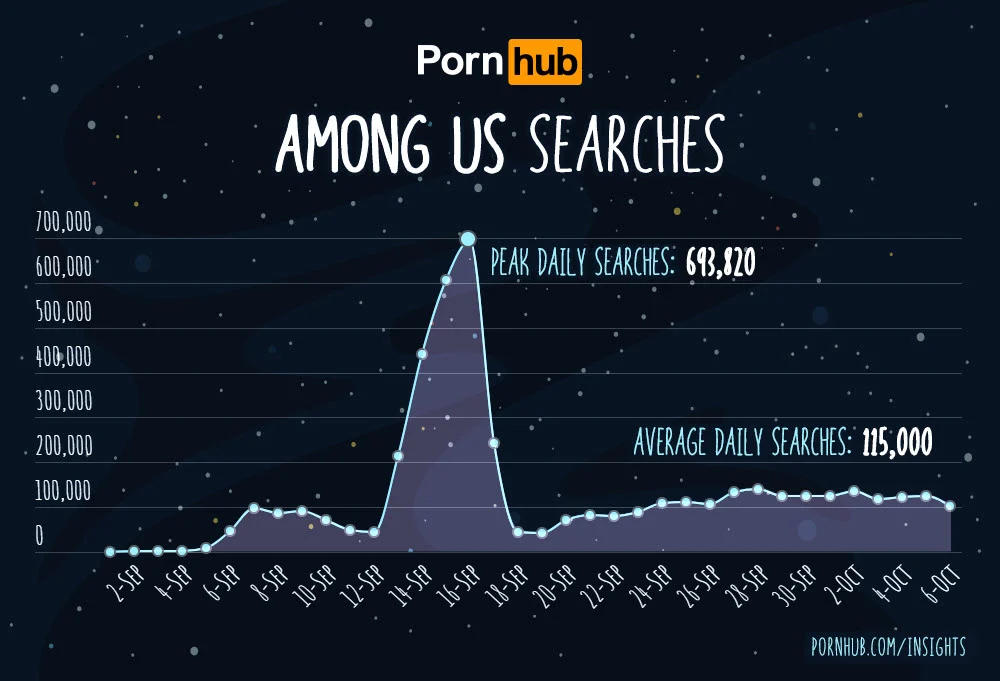 Pornhub
AMONG US SEARCHES
700,000
600,000
500,000
400,000
300,000
200,000
100,000
0
PEAK DAILY SEARCHES: 693,820
AVERAGE DAILY SEARCHES: 115,000
2-SEP
4-SEP
6-SEP
8-SEP
10-SEP
12-SEP
14-SEP
16-SEP
18-SEP
20-SEP
22-SEP
24-SEP
26-SEP
28-SEP
30-SEP
2-OCT
4-OCT
6-OCT
PORNHUB.COM/INSIGHTS